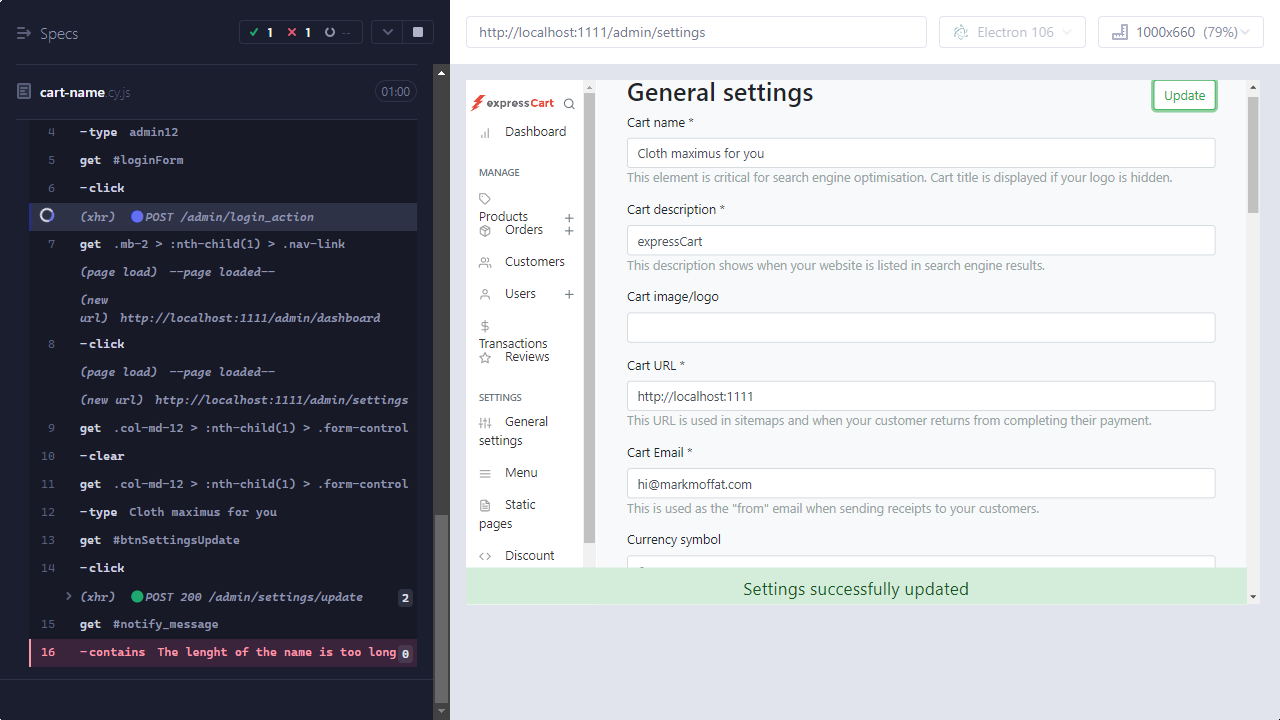 Specs
1
1
--
cart-name.cy.js
01:00
4 -type admin12
5 get #loginForm
6 -click
(xhr) POST /admin/login_action
7 get .mb-2 > :nth-child(1) > .nav-link
(page load) --page loaded--
(new
url) http://localhost:1111/admin/dashboard
8 -click
(page load) --page loaded--
(new url) http://localhost:1111/admin/settings
9 get .col-md-12 > :nth-child(1) > .form-control
10 -clear
11 get .col-md-12 > :nth-child(1) > .form-control
12 -type Cloth maximus for you
13 get #btnSettingsUpdate
14 -click
(xhr) POST 200 /admin/settings/update 2
15 get #notify_message
16 -contains The lenght of the name is too long 0
http://localhost:1111/admin/settings
Electron 106
1000x660 (79%)
expressCart
Dashboard
MANAGE
Products +
Orders +
Customers
Users +
Transactions
Reviews
SETTINGS
General
settings
Menu
Static
pages
Discount
General settings
Update
Cart name *
Cloth maximus for you
This element is critical for search engine optimisation. Cart title is displayed if your logo is hidden.
Cart description *
expressCart
This description shows when your website is listed in search engine results.
Cart image/logo
Cart URL *
http://localhost:1111
This URL is used in sitemaps and when your customer returns from completing their payment.
Cart Email *
hi@markmoffat.com
This is used as the "from" email when sending receipts to your customers.
Currency symbol
Settings successfully updated